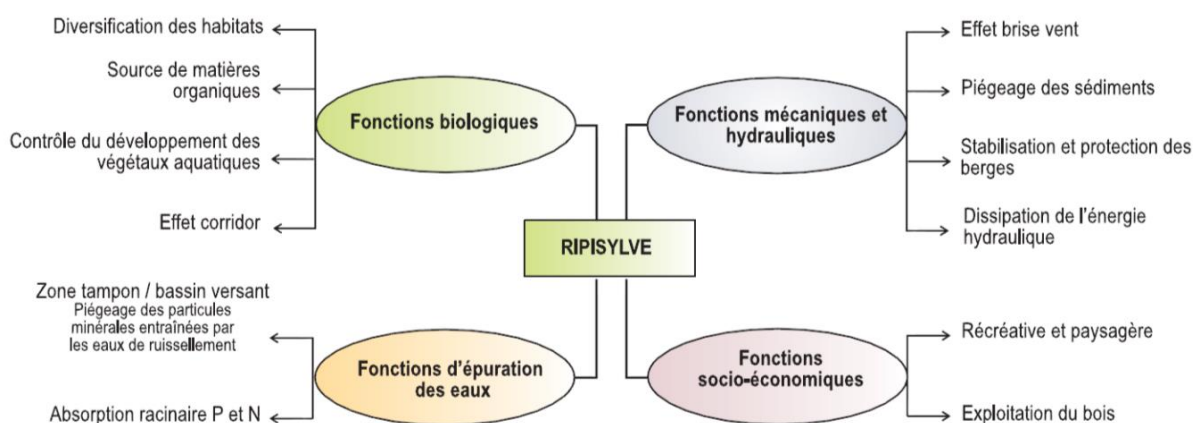 Diversification des habitats
Source de matières
organiques
Contrôle du développement des
végétaux aquatiques
Effet corridor
Fonctions biologiques
Fonctions mécaniques et
hydrauliques
Effet brise vent
Piégeage des sédiments
Stabilisation et protection des
berges
Dissipation de l'énergie
hydraulique
RIPISYLVE
Zone tampon / bassin versant
Piégeage des particules
minérales entraînées par
les eaux de ruissellement
Absorption racinaire P et N
Fonctions d'épuration
des eaux
Fonctions
socio-économiques
Récréative et paysagère
Exploitation du bois